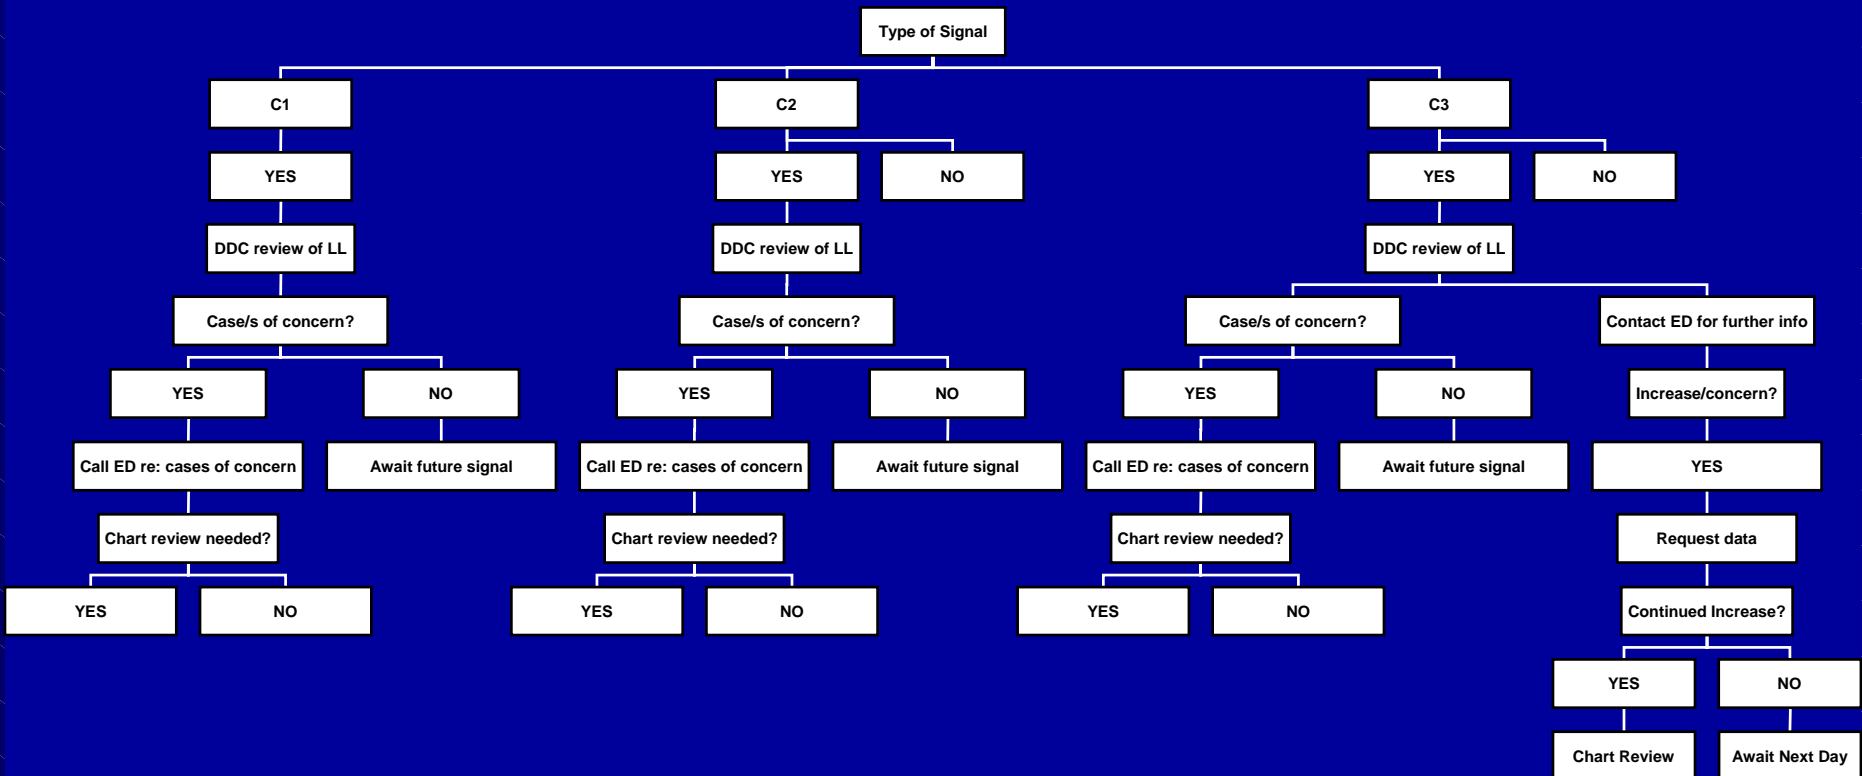 Type of Signal
C1
C2
C3
YES
YES
NO
YES
NO
DDC review of LL
DDC review of LL
DDC review of LL
Case/s of concern?
Case/s of concern?
Case/s of concern?
Contact ED for further info
YES
NO
YES
NO
YES
NO
Increase/concern?
Call ED re: cases of concern
Await future signal
Call ED re: cases of concern
Await future signal
Call ED re: cases of concern
Await future signal
YES
Chart review needed?
Chart review needed?
Chart review needed?
Request data
YES
NO
YES
NO
YES
NO
Continued Increase?
YES
NO
Chart Review
Await Next Day